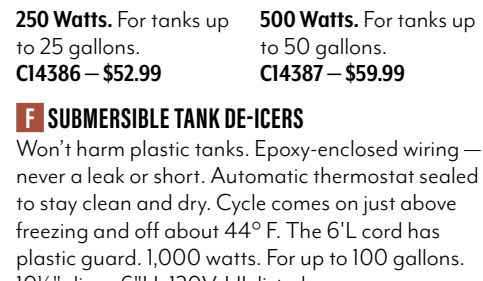 250 Watts. For tanks up
to 25 gallons.
C14386 – $52.99
500 Watts. For tanks up
to 50 gallons.
C14387 – $59.99
F SUBMERSIBLE TANK DE-ICERS
Won't harm plastic tanks. Epoxy-enclosed wiring —
never a leak or short. Automatic thermostat sealed
to stay clean and dry. Cycle comes on just above
freezing and off about 44° F. The 6'L cord has
plastic guard. 1,000 watts. For up to 100 gallons.